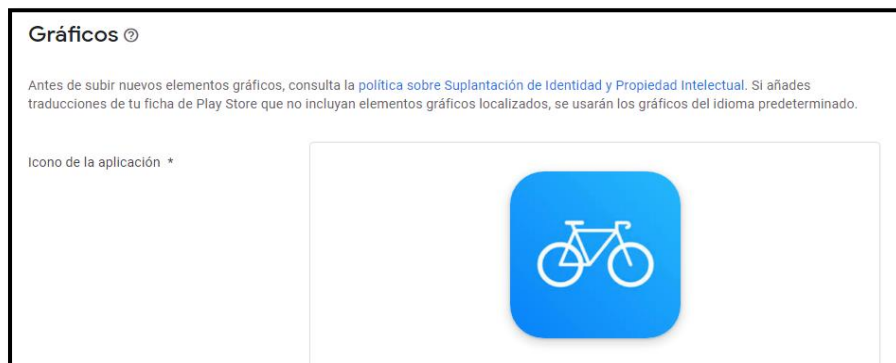 Gráficos
Antes de subir nuevos elementos gráficos, consulta la política sobre Suplantación de Identidad y Propiedad Intelectual. Si añades
traducciones de tu ficha de Play Store que no incluyan elementos gráficos localizados, se usarán los gráficos del idioma predeterminado.
Icono de la aplicación *